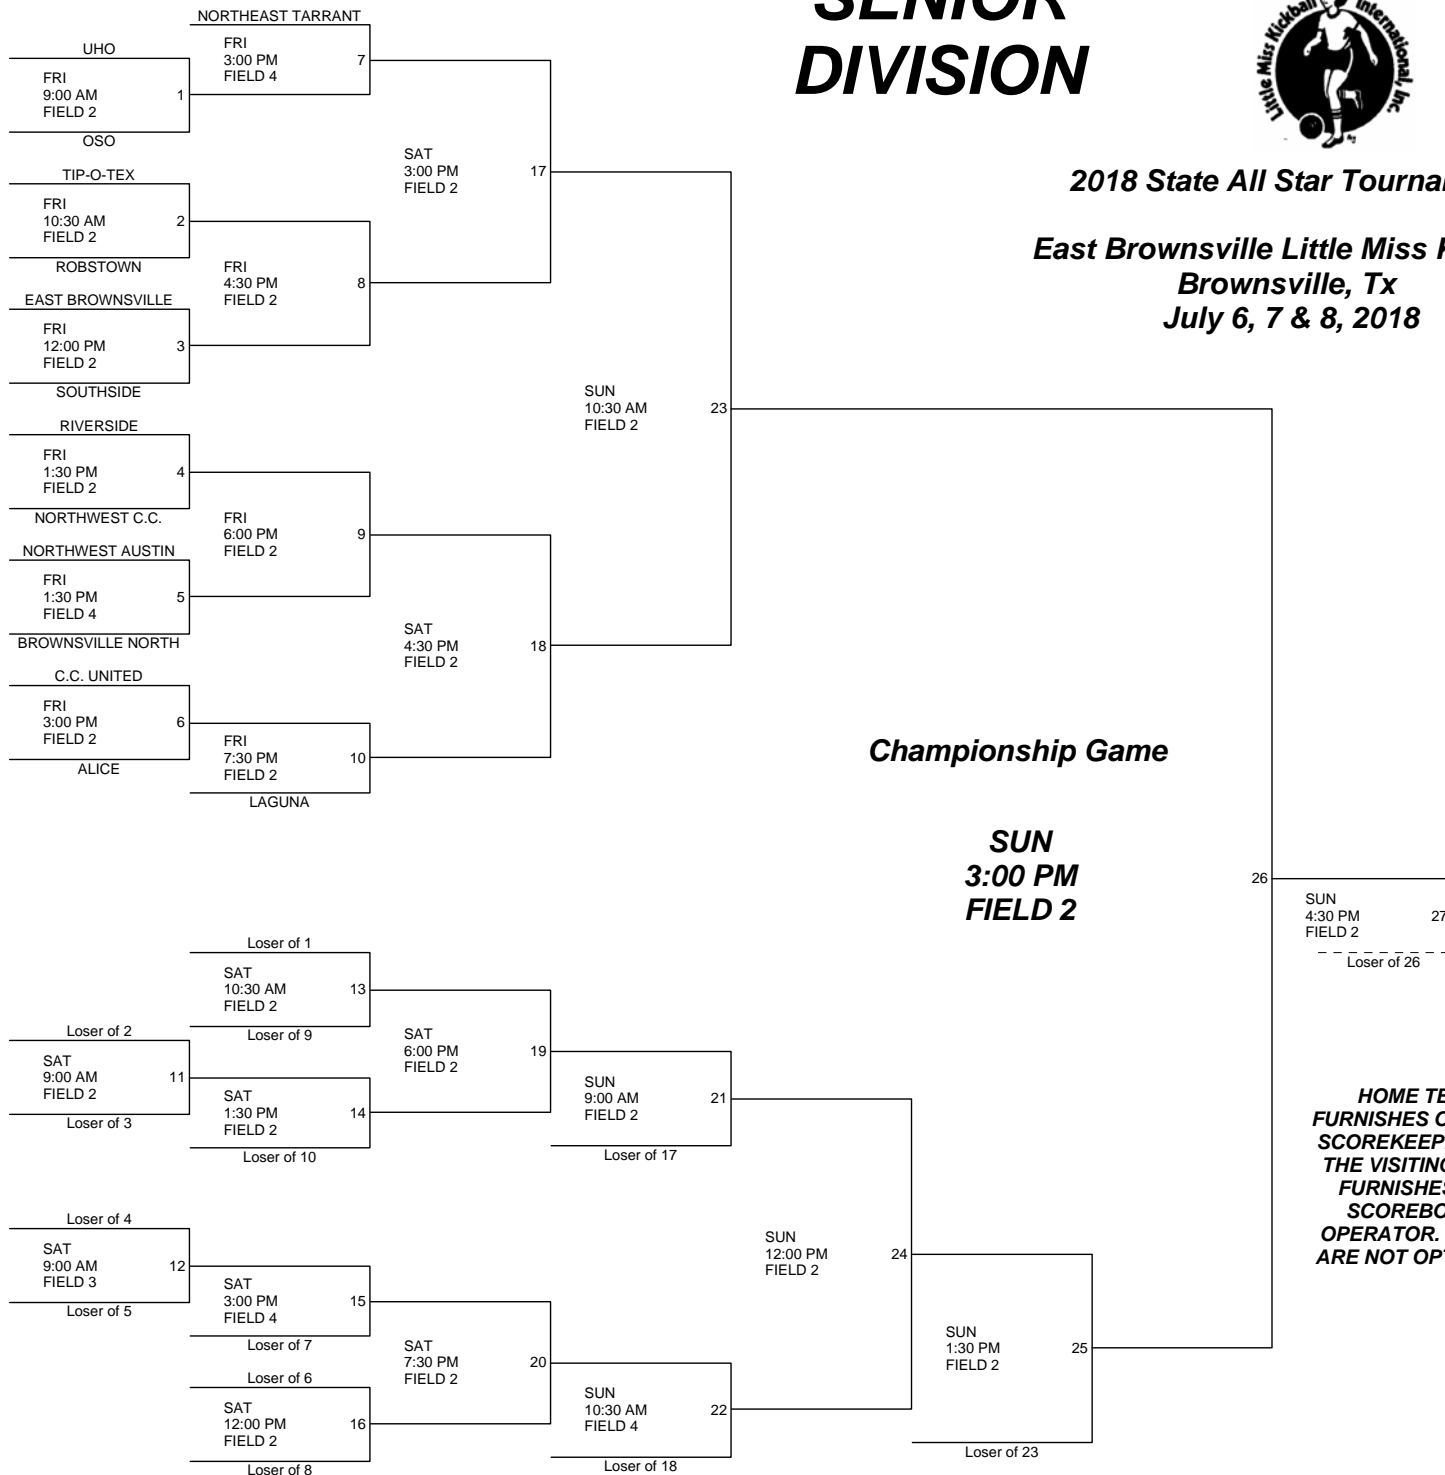 SENIOR
DIVISION
Little Miss Kickball International, Inc.
2018 State All Star
East Brownsville Little Miss
Brownsville, Tx
July 6, 7 & 8, 2018
NORTHEAST TARRANT
FRI
3:00 PM
FIELD 4
7
UHO
FRI
9:00 AM
FIELD 2
1
OSO
TIP-O-TEX
FRI
10:30 AM
FIELD 2
2
ROBSTOWN
EAST BROWNSVILLE
FRI
12:00 PM
FIELD 2
3
SOUTHSIDE
RIVERSIDE
FRI
1:30 PM
FIELD 2
4
NORTHWEST C.C.
NORTHWEST AUSTIN
FRI
1:30 PM
FIELD 4
5
BROWNSVILLE NORTH
C.C. UNITED
FRI
3:00 PM
FIELD 2
6
ALICE
FRI
4:30 PM
FIELD 2
8
FRI
6:00 PM
FIELD 2
9
FRI
7:30 PM
FIELD 2
10
LAGUNA
SAT
3:00 PM
FIELD 2
17
SAT
4:30 PM
FIELD 2
18
SUN
10:30 AM
FIELD 2
23
Championship Game
SUN
3:00 PM
FIELD 2
26
SUN
4:30 PM
FIELD 2
27
Loser of 26
Loser of 1
SAT
10:30 AM
FIELD 2
13
Loser of 9
Loser of 2
SAT
9:00 AM
FIELD 2
11
Loser of 3
SAT
1:30 PM
FIELD 2
14
Loser of 10
SAT
6:00 PM
FIELD 2
19
SUN
9:00 AM
FIELD 2
21
Loser of 17
Loser of 4
SAT
9:00 AM
FIELD 3
12
Loser of 5
SAT
3:00 PM
FIELD 4
15
Loser of 7
Loser of 6
SAT
12:00 PM
FIELD 2
16
Loser of 8
SAT
7:30 PM
FIELD 2
20
SUN
10:30 AM
FIELD 4
22
Loser of 18
SUN
12:00 PM
FIELD 2
24
SUN
1:30 PM
FIELD 2
25
Loser of 23
HOME
FURNISHES
THE VISITING
OPERATOR.
ARE NOT